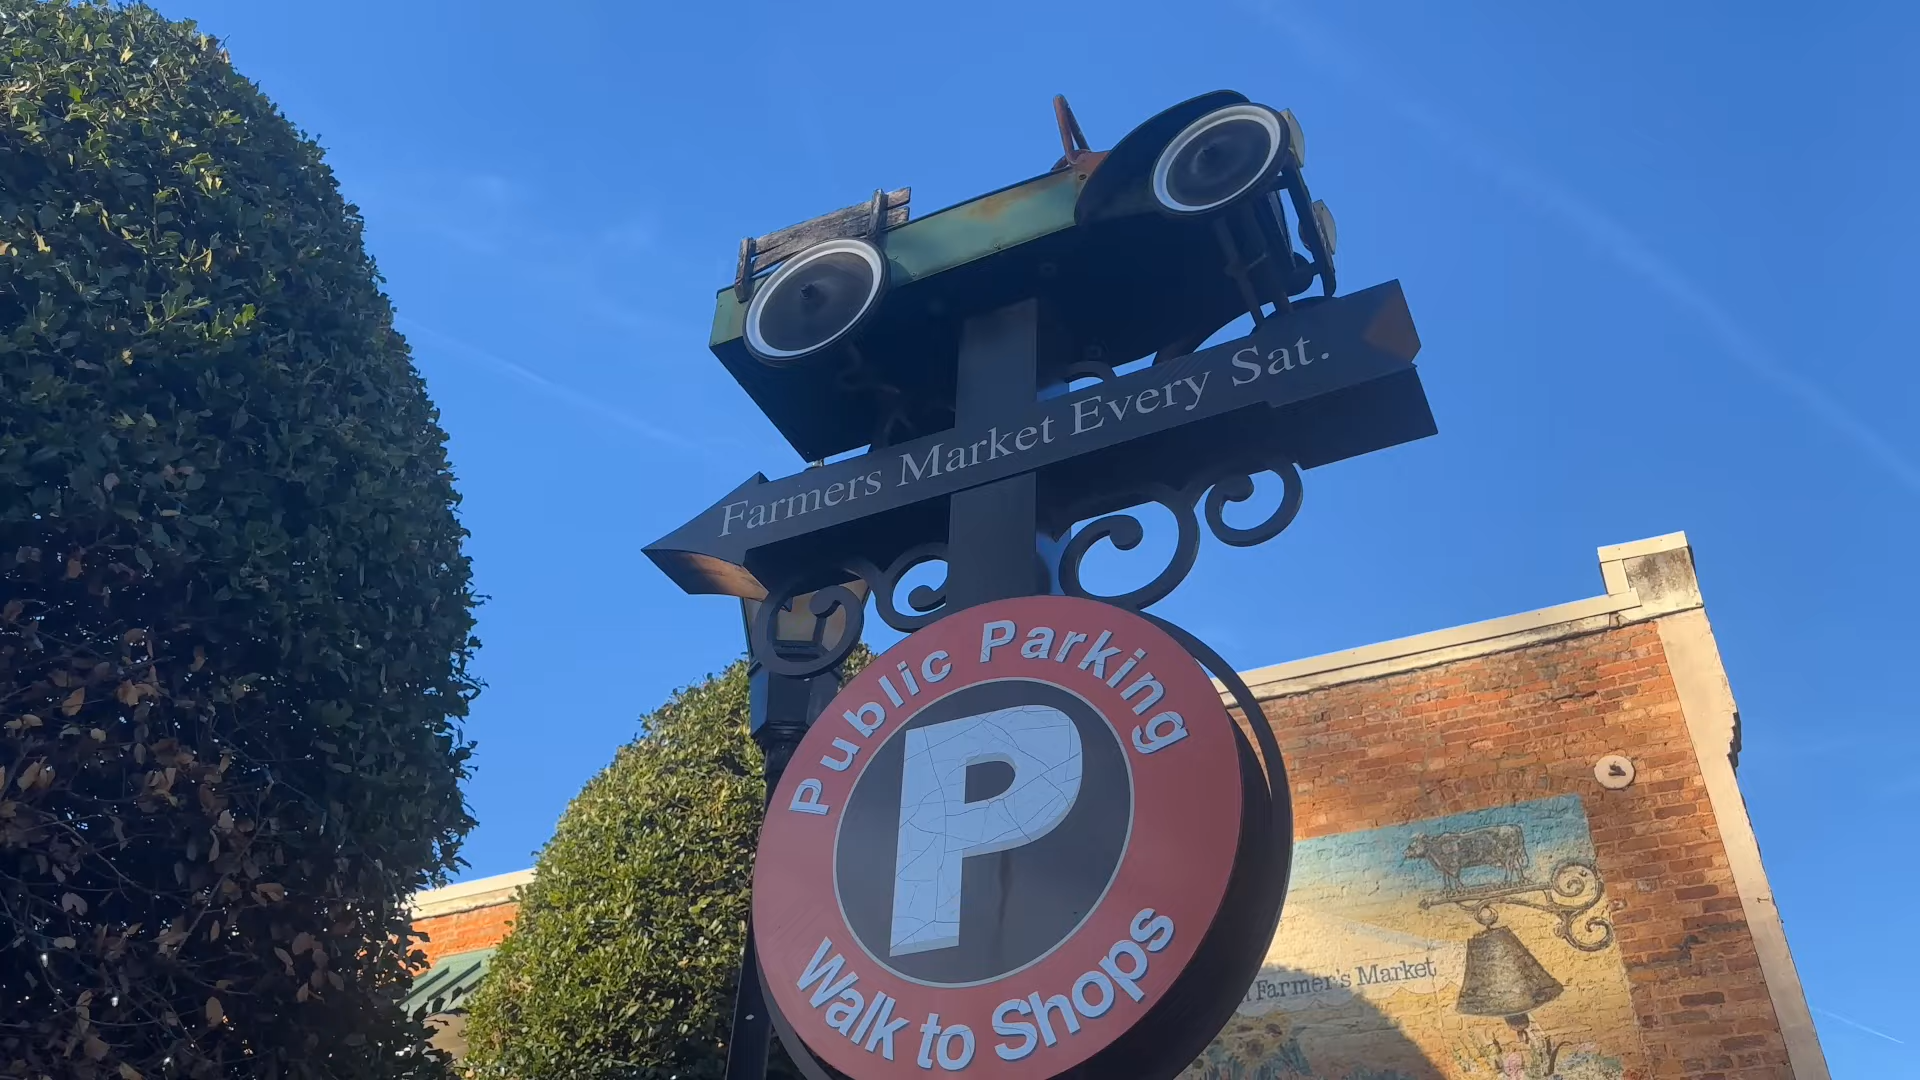 Farmers Market Every Sat.
Public Parking
P
Walk to Shops
Farmer's Market